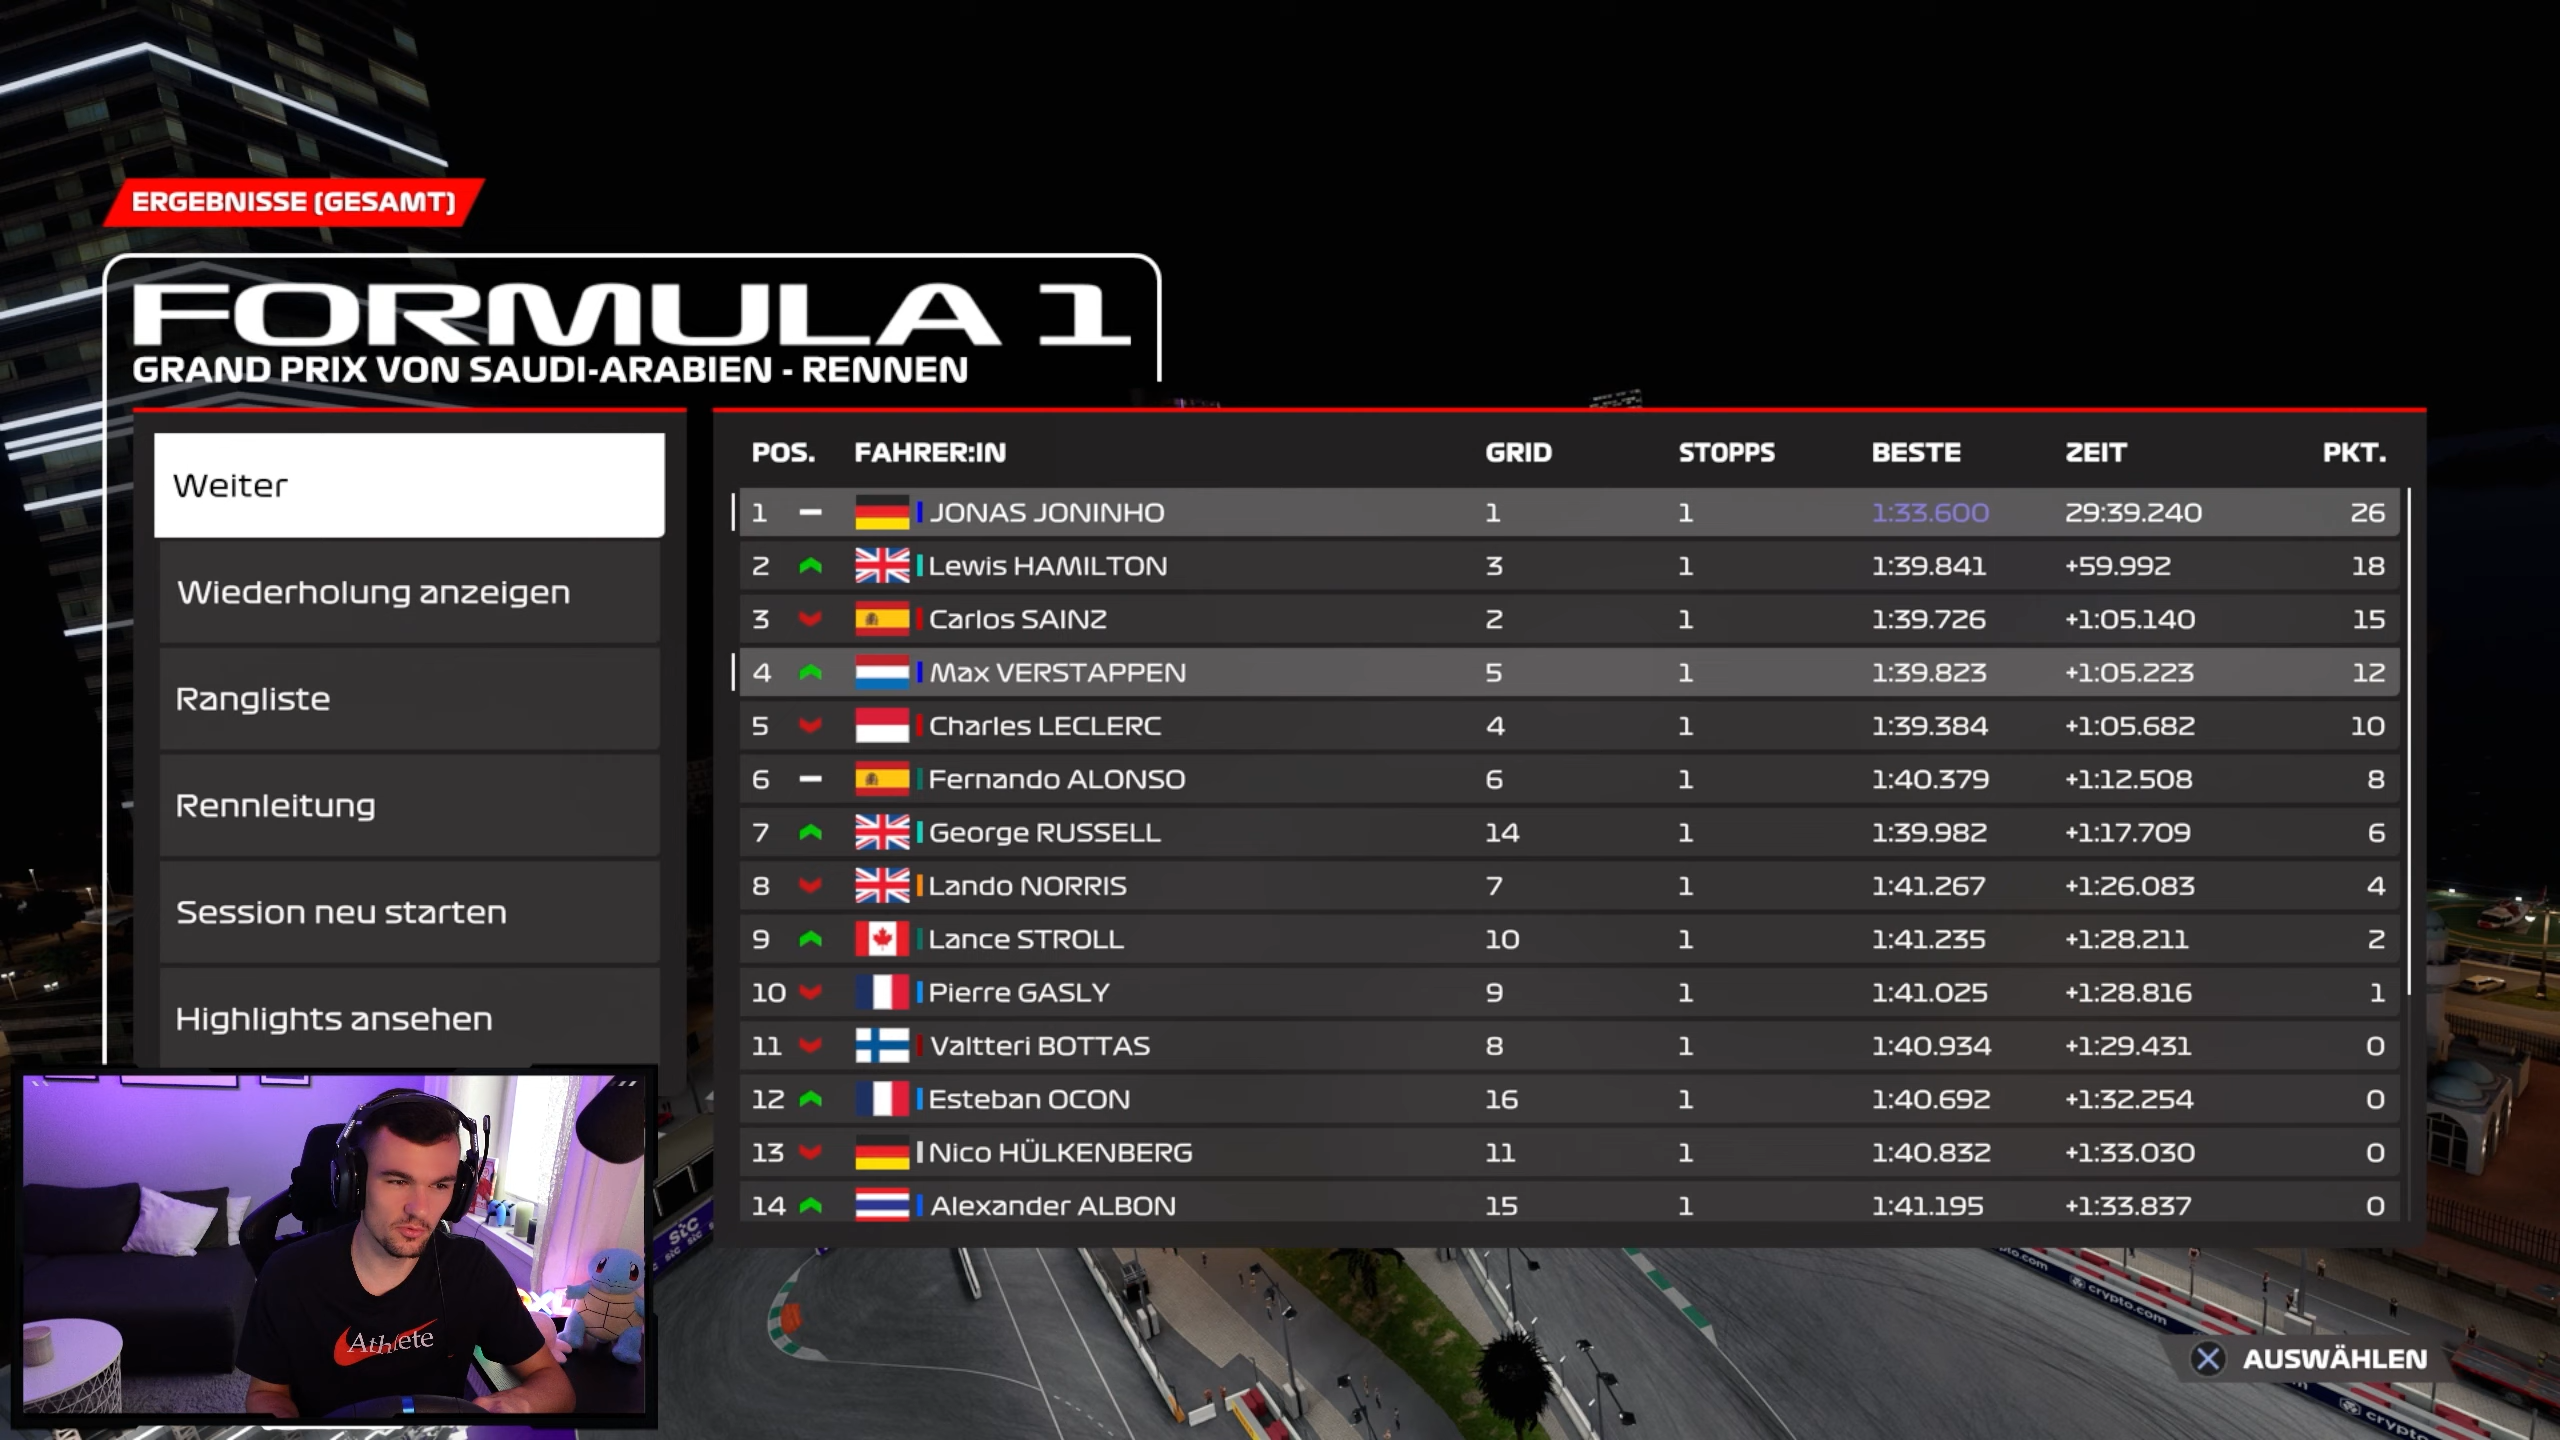 ERGEBNISSE (GESAMT)
FORMULA 1
GRAND PRIX VON SAUDI-ARABIEN - RENNEN
Weiter
Wiederholung anzeigen
Rangliste
Rennleitung
Session neu starten
Highlights ansehen
POS. FAHRER:IN GRID STOPPS BESTE ZEIT PKT.
1 JONAS JONINHO 1 1 1:33.600 29:39.240 26
2 Lewis HAMILTON 3 1 1:39.841 +59.992 18
3 Carlos SAINZ 2 1 1:39.726 +1:05.140 15
4 Max VERSTAPPEN 5 1 1:39.823 +1:05.223 12
5 Charles LECLERC 4 1 1:39.384 +1:05.682 10
6 Fernando ALONSO 6 1 1:40.379 +1:12.508 8
7 George RUSSELL 14 1 1:39.982 +1:17.709 6
8 Lando NORRIS 7 1 1:41.267 +1:26.083 4
9 Lance STROLL 10 1 1:41.235 +1:28.211 2
10 Pierre GASLY 9 1 1:41.025 +1:28.816 1
11 Valtteri BOTTAS 8 1 1:40.934 +1:29.431 0
12 Esteban OCON 16 1 1:40.692 +1:32.254 0
13 Nico HÜLKENBERG 11 1 1:40.832 +1:33.030 0
14 Alexander ALBON 15 1 1:41.195 +1:33.837 0
stc
stc stc
Athlete
crypto.com
crypto
AUSWÄHLEN